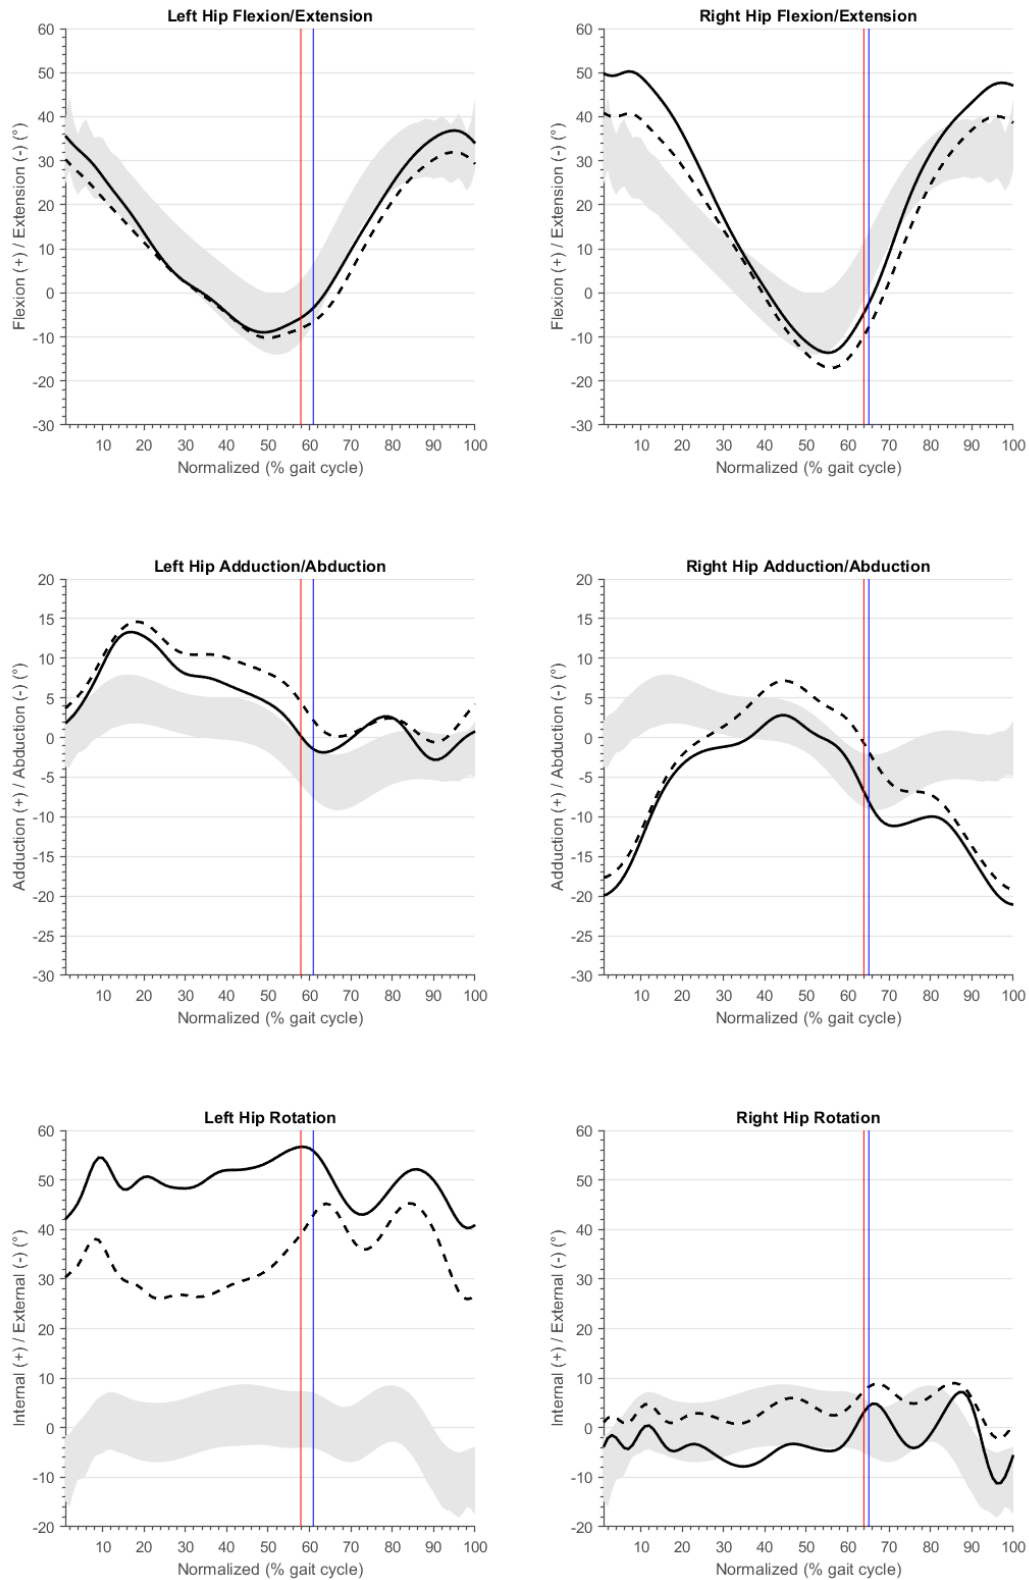 Left Hip Flexion/Extension
60
50
40
30
20
10
0
-10
-20
-30
Flexion (+) / Extension (-) (°)
10 20 30 40 50 60 70 80 90 100
Normalized (% gait cycle)
Right Hip Flexion/Extension
60
50
40
30
20
10
0
-10
-20
-30
Flexion (+) / Extension (-) (°)
10 20 30 40 50 60 70 80 90 100
Normalized (% gait cycle)
Left Hip Adduction/Abduction
20
15
10
5
0
-5
-10
-15
-20
-25
-30
Adduction (+) / Abduction (-) (°)
10 20 30 40 50 60 70 80 90 100
Normalized (% gait cycle)
Right Hip Adduction/Abduction
20
15
10
5
0
-5
-10
-15
-20
-25
-30
Adduction (+) / Abduction (-) (°)
10 20 30 40 50 60 70 80 90 100
Normalized (% gait cycle)
Left Hip Rotation
60
50
40
30
20
10
0
-10
-20
Internal (+) / External (-) (°)
10 20 30 40 50 60 70 80 90 100
Normalized (% gait cycle)
Right Hip Rotation
60
50
40
30
20
10
0
-10
-20
Internal (+) / External (-) (°)
10 20 30 40 50 60 70 80 90 100
Normalized (% gait cycle)